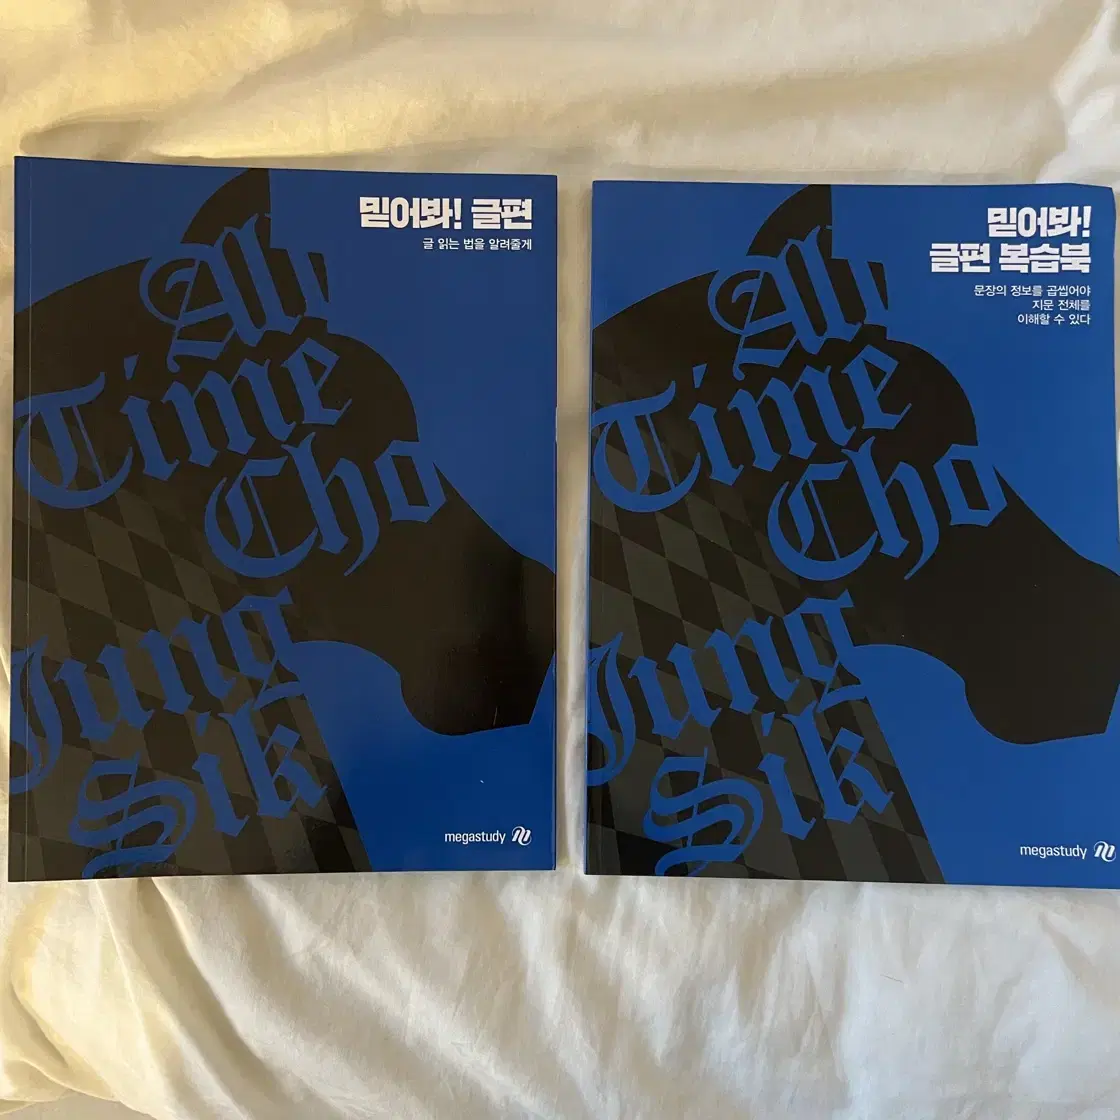 믿어봐! 글편
글 읽는 법을 알려줄게
All
Time
Cho
Jung
Sik
megastudy
믿어봐!
글편 복습북
문장의 정보를 곱씹어야
지문 전체를
이해할 수 있다
All
Time
Cho
Jung
Sik
megastudy